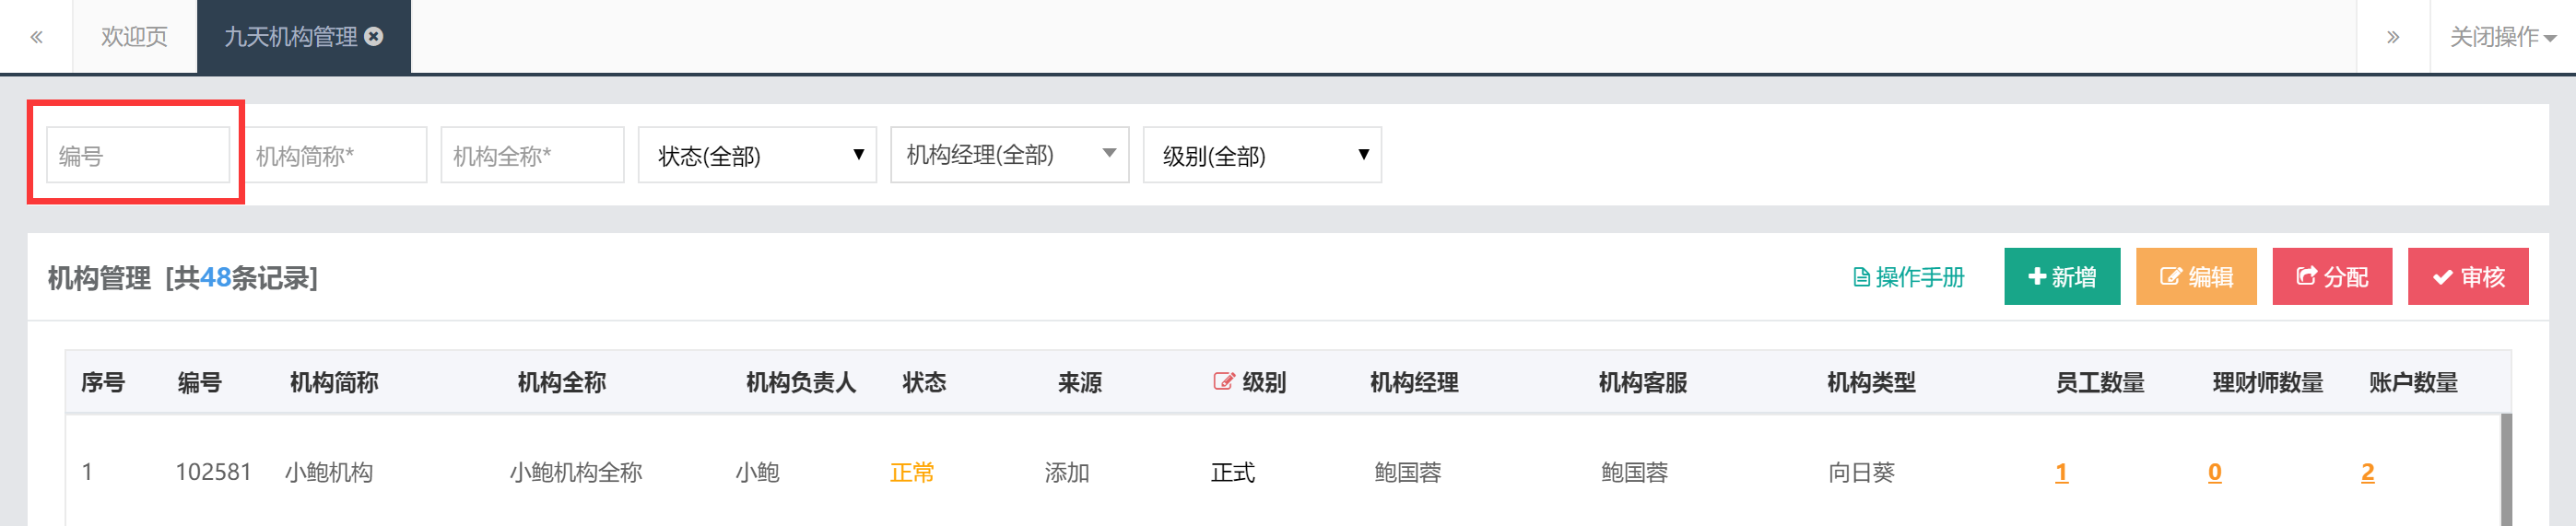 « 欢迎页 九天机构管理 » 关闭操作
编号 机构简称* 机构全称* 状态(全部) 机构经理(全部) 级别(全部)
机构管理 [共48条记录] 操作手册 新增 编辑 分配 审核
序号 编号 机构简称 机构全称 机构负责人 状态 来源 级别 机构经理 机构客服 机构类型 员工数量 理财师数量 账户数量
1 102581 小鲍机构 小鲍机构全称 小鲍 正常 添加 正式 鲍国蓉 鲍国蓉 向日葵 1 0 2